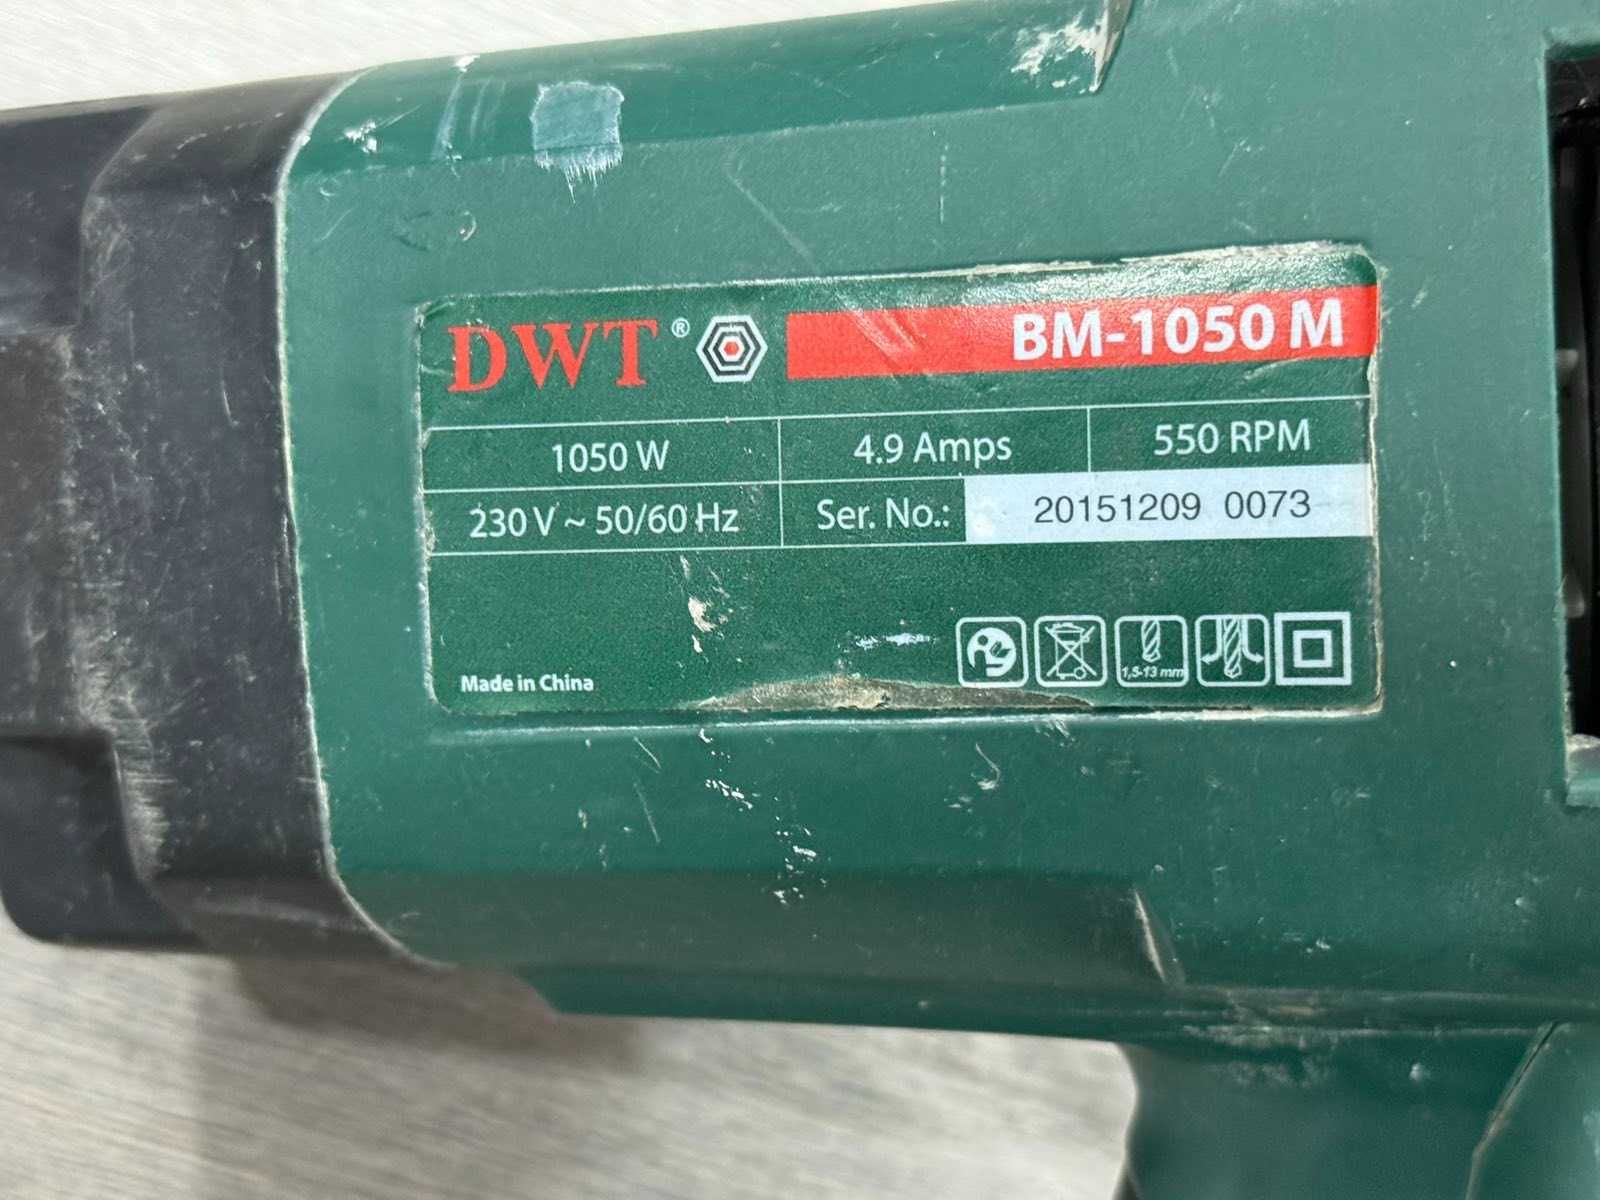 DWT® BM-1050 M
1050 W 4.9 Amps 550 RPM
230 V ~ 50/60 Hz Ser. No.: 20151209 0073
1,5-13 mm
Made in China